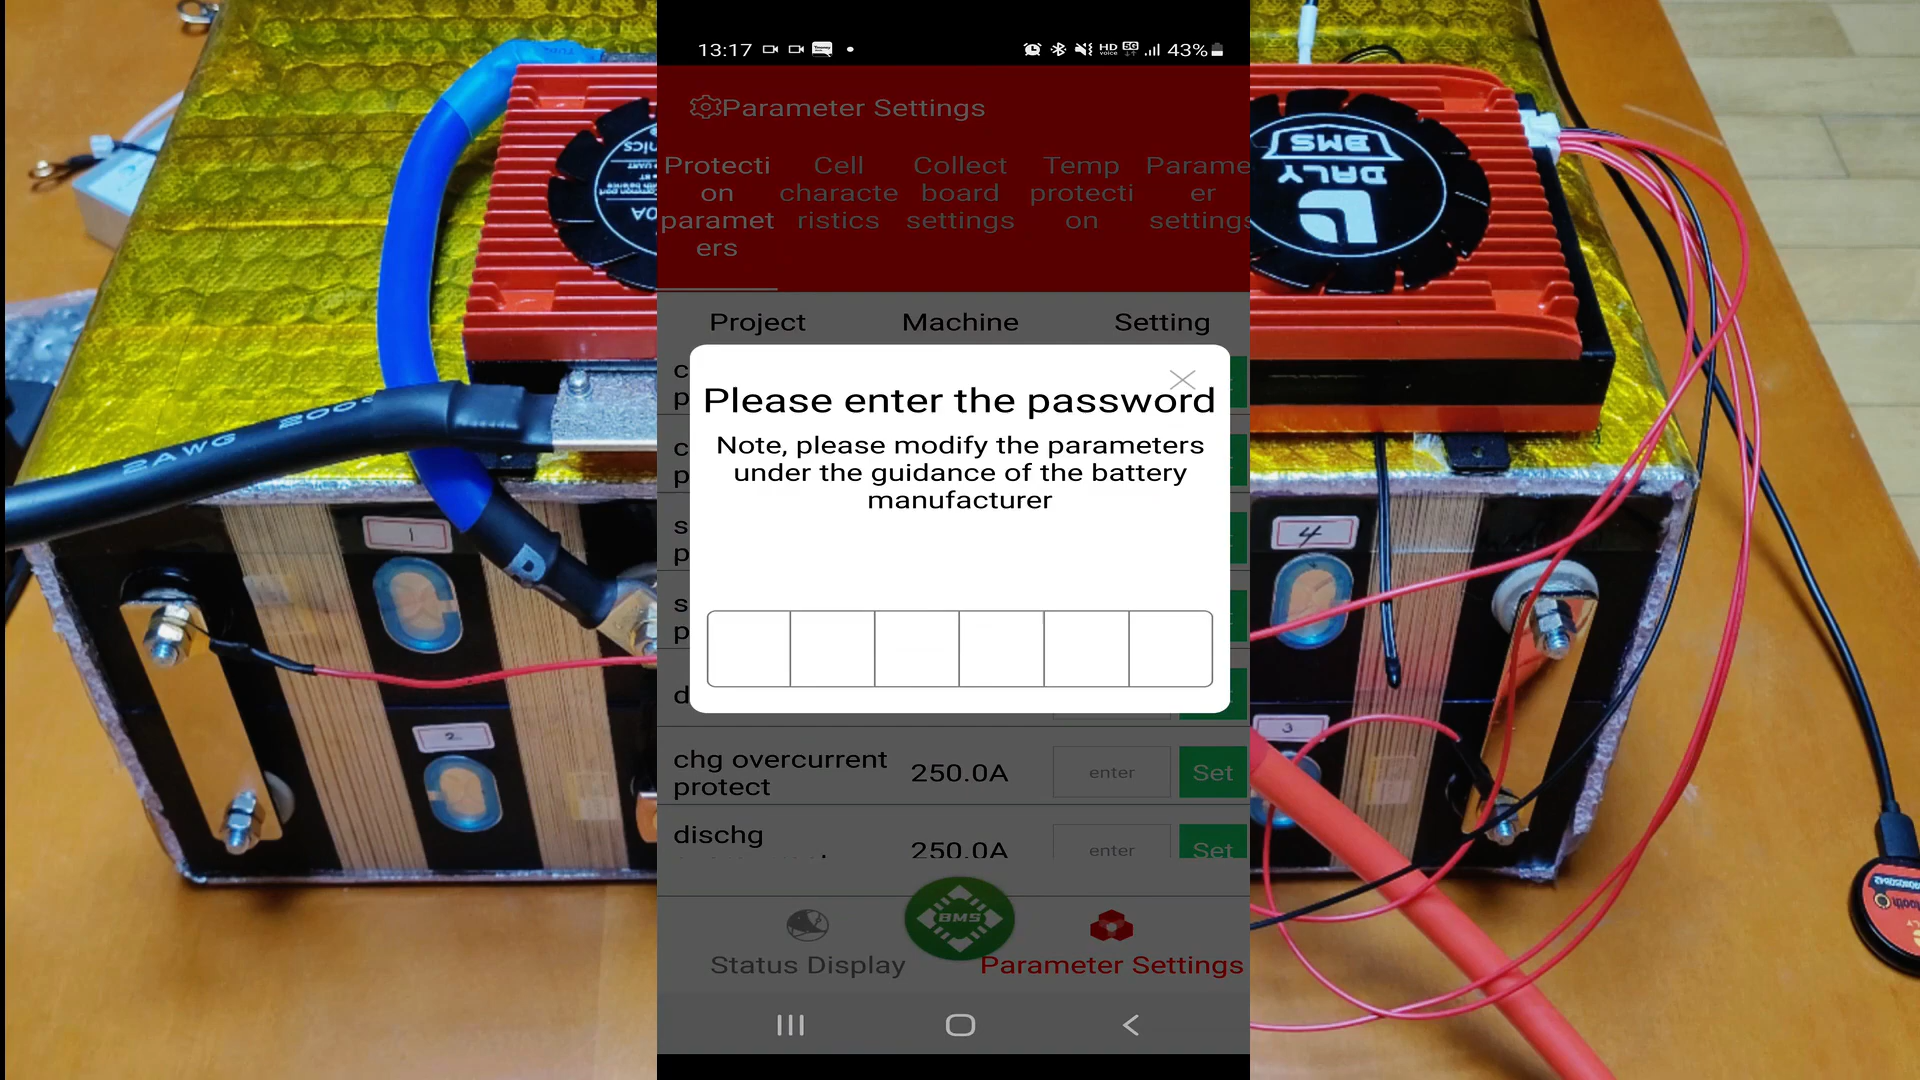 13:17
HD
voice
5G
43%
Parameter Settings
Protecti
on
paramet
ers
Cell
characte
ristics
Collect
board
settings
Temp
protecti
on
Parame
er
settings
Project
Machine
Setting
Please enter the password
Note, please modify the parameters
under the guidance of the battery
manufacturer
chg overcurrent
protect
250.0A
enter
Set
dischg
250.0A
enter
Set
BMS
Status Display
Parameter Settings
DALY
BMS
2AWG 200
1
2
4
3